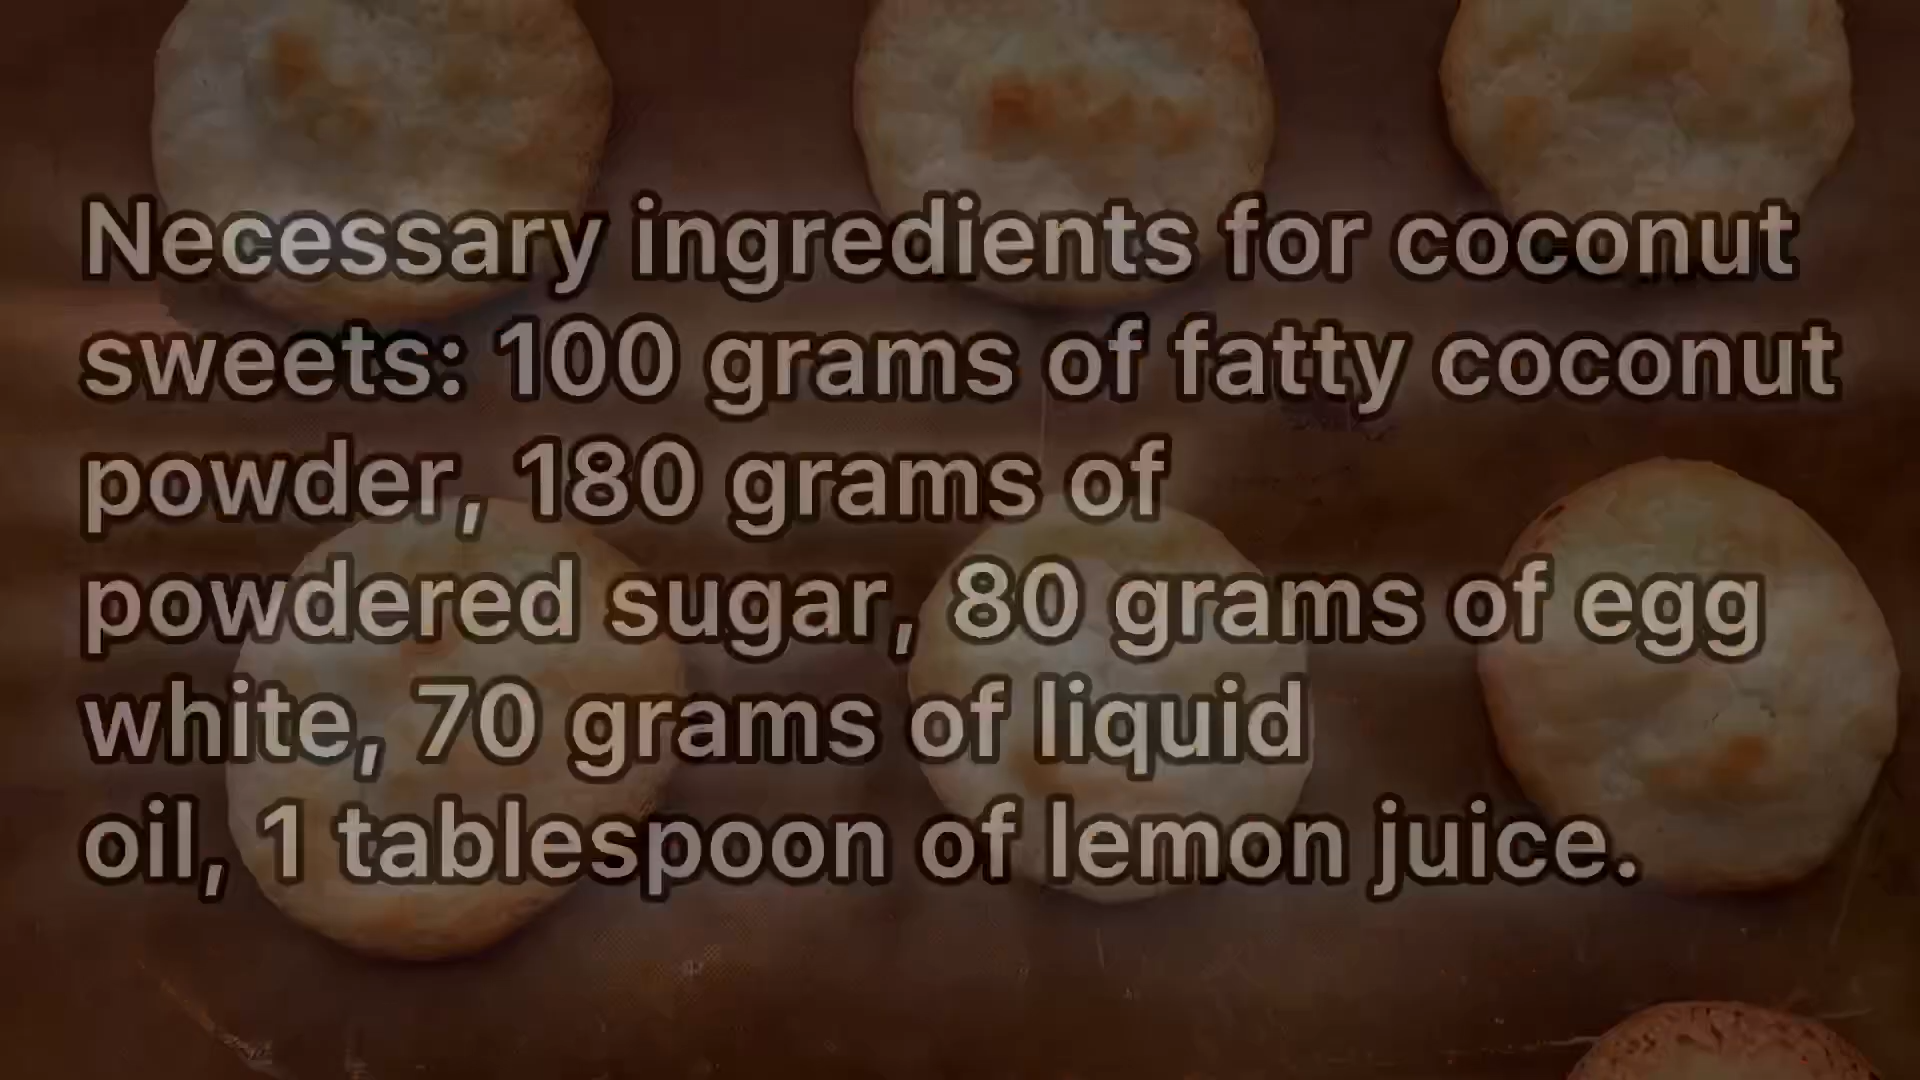 Necessary ingredients for coconut
sweets: 100 grams of fatty coconut
powder, 180 grams of
powdered sugar, 80 grams of egg
white, 70 grams of liquid
oil, 1 tablespoon of lemon juice.